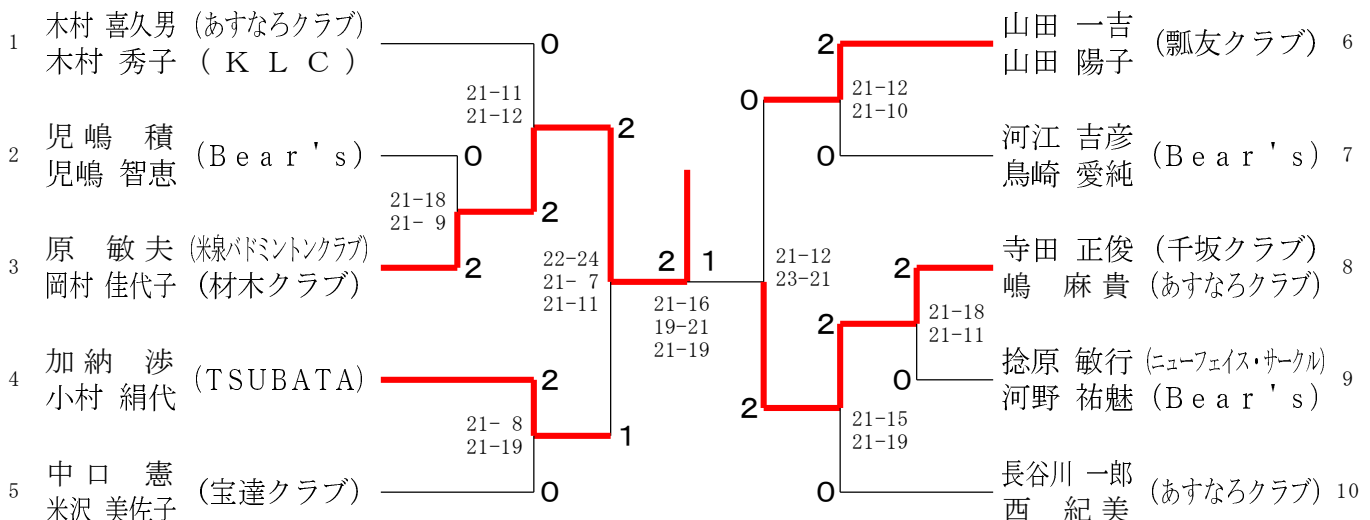 1 木村 喜久男 (あすなろクラブ)
木村 秀子 (KLC)
0
21-11
21-12
2 児嶋 積
児嶋 智恵 (Bear's)
0
2
21-18
21- 9
2
3 原 敏夫 (米泉バドミントンクラブ)
岡村 佳代子 (材木クラブ)
2
22-24
21- 7
21-11
4 加納 渉
小村 絹代 (TSUBATA)
2
21- 8
21-19
1
5 中口 憲
米沢 美佐子 (宝達クラブ)
0
2 1
21-16
19-21
21-19
山田 一吉
山田 陽子 (瓢友クラブ) 6
2
21-12
21-10
0
河江 吉彦
鳥崎 愛純 (Bear's) 7
0
21-12
23-21
寺田 正俊 (千坂クラブ)
嶋 麻貴 (あすなろクラブ) 8
2
21-18
21-11
2
捻原 敏行 (ニューフェイス・サークル)
河野 祐魅 (Bear's) 9
0
2
21-15
21-19
長谷川 一郎
西 紀美 (あすなろクラブ) 10
0